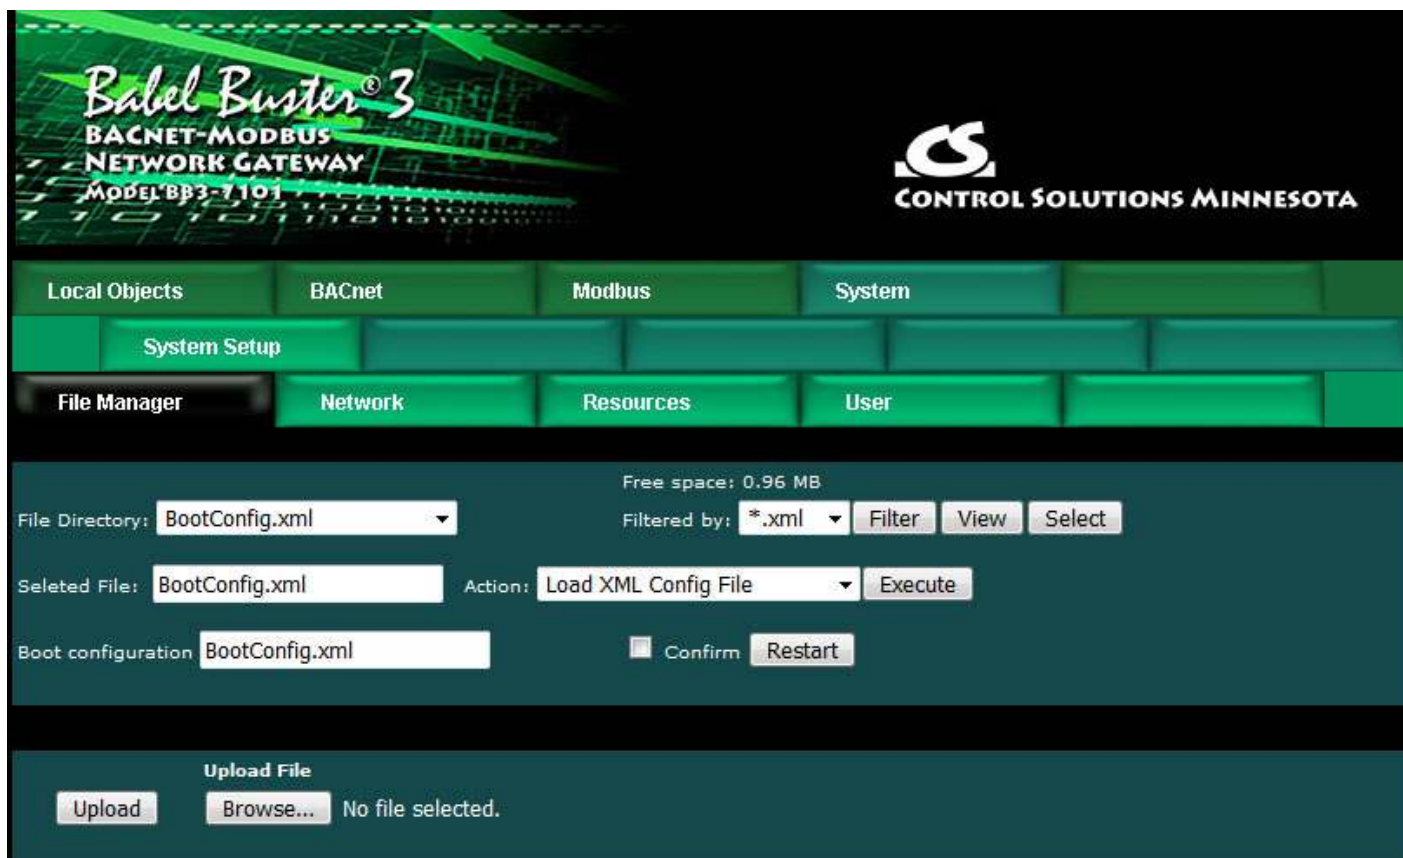 Babel Buster® 3
BACNET-MODBUS
NETWORK GATEWAY
MODEL BB3-7101
CS
CONTROL SOLUTIONS MINNESOTA
Local Objects BACnet Modbus System
System Setup
File Manager Network Resources User
Free space: 0.96 MB
File Directory: BootConfig.xml Filtered by: *.xml Filter View Select
Seleted File: BootConfig.xml Action: Load XML Config File Execute
Boot configuration BootConfig.xml Confirm Restart
Upload File
Upload Browse... No file selected.